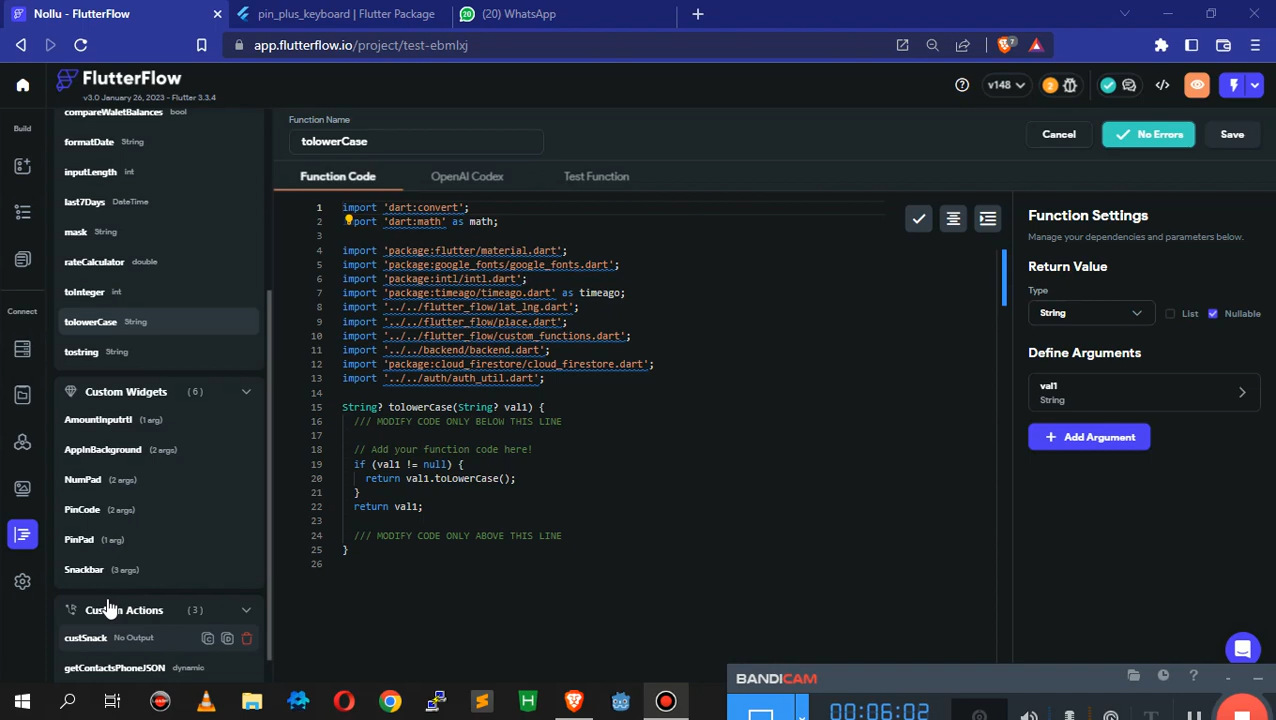 Nollu - FlutterFlow
pin_plus_keyboard | Flutter Package
(20) WhatsApp
app.flutterflow.io/project/test-ebmlxj
7
FlutterFlow
v3.0 January 26, 2023 - Flutter 3.3.4
v148
2
Build
Connect
compareWaletBalances bool
formatDate String
inputLength int
last7Days DateTime
mask String
rateCalculator double
toInteger int
tolowerCase String
tostring String
Custom Widgets (6)
AmountInputrtl (1 arg)
AppInBackground (2 args)
NumPad (2 args)
PinCode (2 args)
PinPad (1 arg)
Snackbar (3 args)
Custom Actions (3)
custSnack No Output
getContactsPhoneJSON dynamic
Function Name
tolowerCase
Cancel
No Errors
Save
Function Code
OpenAI Codex
Test Function
1 import 'dart:convert';
2 port 'dart:math' as math;
3
4 import 'package:flutter/material.dart';
5 import 'package:google_fonts/google_fonts.dart';
6 import 'package:intl/intl.dart';
7 import 'package:timeago/timeago.dart' as timeago;
8 import '../../flutter_flow/lat_lng.dart';
9 import '../../flutter_flow/place.dart';
10 import '../../flutter_flow/custom_functions.dart';
11 import '../../backend/backend.dart';
12 import 'package:cloud_firestore/cloud_firestore.dart';
13 import '../../auth/auth_util.dart';
14
15 String? tolowerCase(String? val1) {
16 /// MODIFY CODE ONLY BELOW THIS LINE
17
18 // Add your function code here!
19 if (val1 != null) {
20 return val1.toLowerCase();
21 }
22 return val1;
23
24 /// MODIFY CODE ONLY ABOVE THIS LINE
25 }
26
Function Settings
Manage your dependencies and parameters below.
Return Value
Type
String
List
Nullable
Define Arguments
val1
String
+ Add Argument
BANDICAM
00:06:02